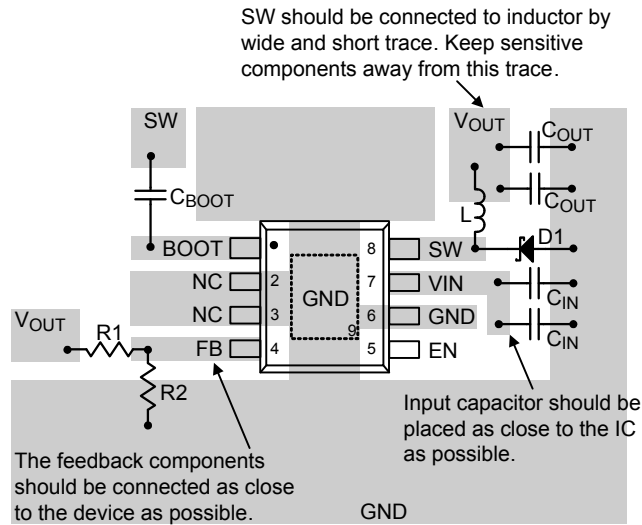 SW should be connected to inductor by
wide and short trace. Keep sensitive
components away from this trace.
SW
VOUT
COUT
CBOOT
COUT
L
D1
BOOT
8
SW
NC
2
7
VIN
GND
CIN
NC
3
6
GND
9
VOUT
R1
CIN
FB
4
5
EN
R2
Input capacitor should be
placed as close to the IC
as possible.
The feedback components
should be connected as close
to the device as possible.
GND